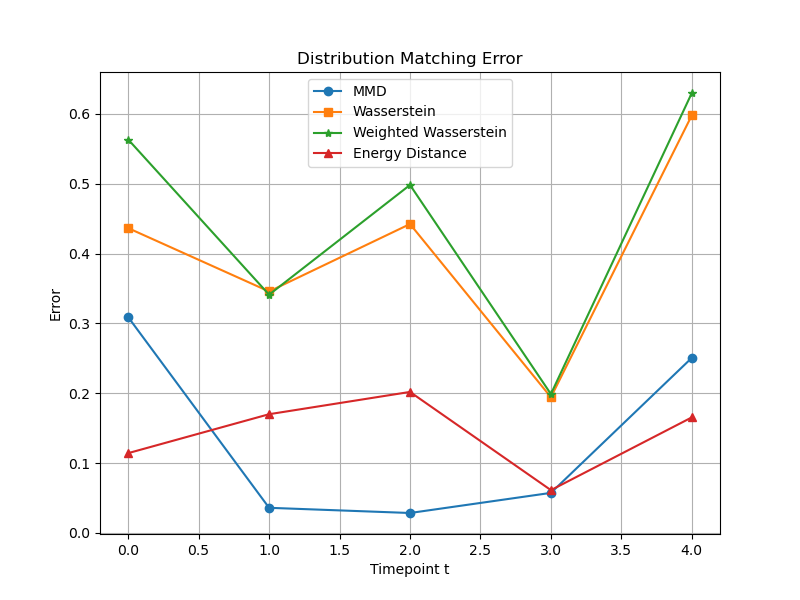 Distribution Matching Error
MMD
Wasserstein
Weighted Wasserstein
Energy Distance
Error
0.6
0.5
0.4
0.3
0.2
0.1
0.0
0.0 0.5 1.0 1.5 2.0 2.5 3.0 3.5 4.0
Timepoint t